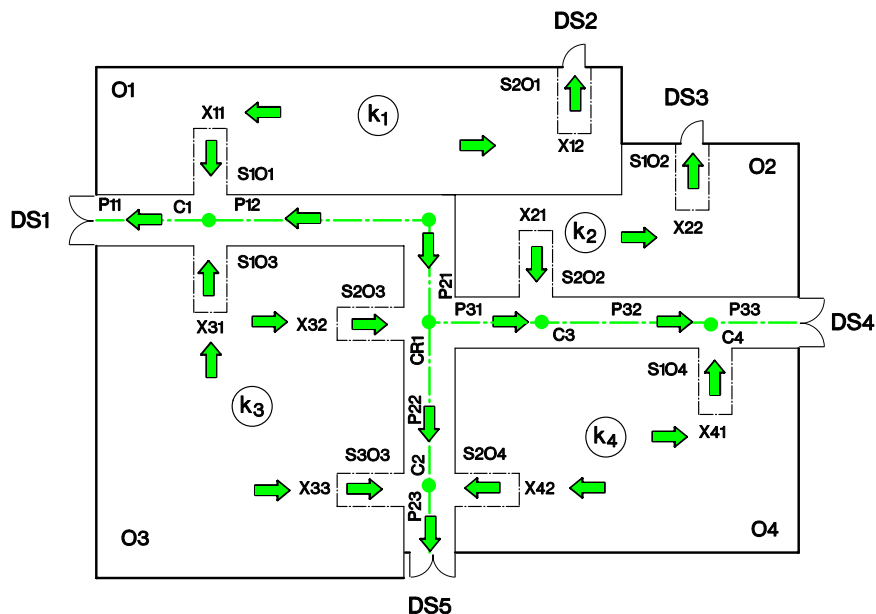 DS2
O1
S2O1
DS3
X11
k1
X12
S1O2
O2
S1O1
P11
C1
P12
DS1
X21
k2
X22
S1O3
S2O2
P21
S2O3
P31
P32
P33
DS4
X31
X32
C3
C4
CR1
S1O4
P22
k3
k4
X41
S3O3
C2
S2O4
X33
P23
X42
O3
O4
DS5